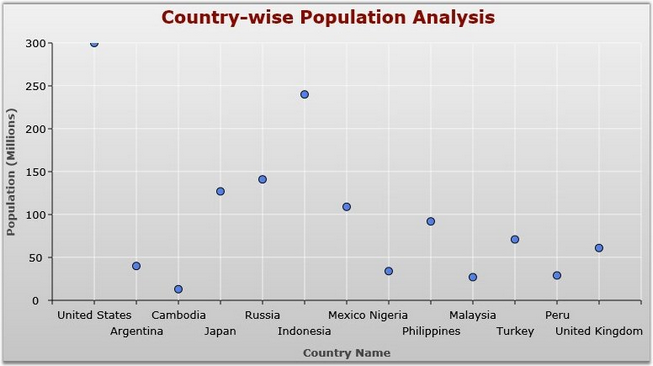 Country-wise Population Analysis
Population (Millions)
300
250
200
150
100
50
0
United States Cambodia Russia Mexico Nigeria Malaysia Peru
Argentina Japan Indonesia Philippines Turkey United Kingdom
Country Name